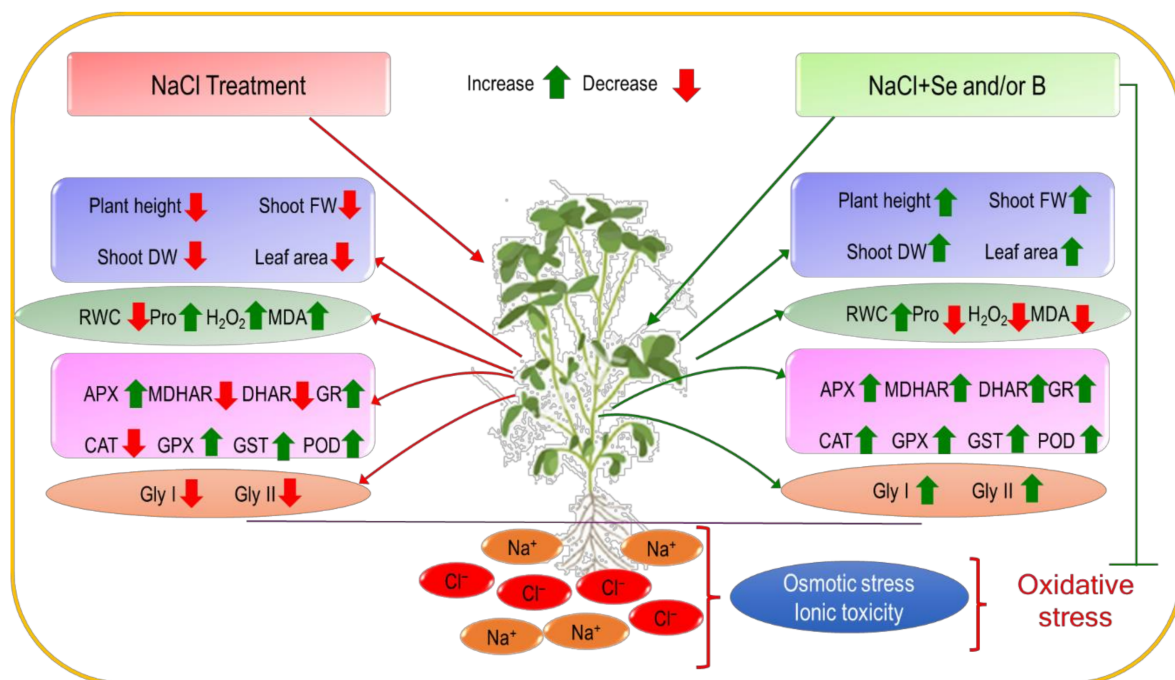 NaCl Treatment
Increase Decrease
NaCl+Se and/or B
Plant height Shoot FW
Shoot DW Leaf area
RWC Pro H₂O₂ MDA
APX MDHAR DHAR GR
CAT GPX GST POD
Gly I Gly II
Plant height Shoot FW
Shoot DW Leaf area
RWC Pro H₂O₂ MDA
APX MDHAR DHAR GR
CAT GPX GST POD
Gly I Gly II
Na⁺ Na⁺
Cl⁻ Cl⁻ Cl⁻
Cl⁻
Na⁺ Na⁺
Osmotic stress
Ionic toxicity
Oxidative
stress